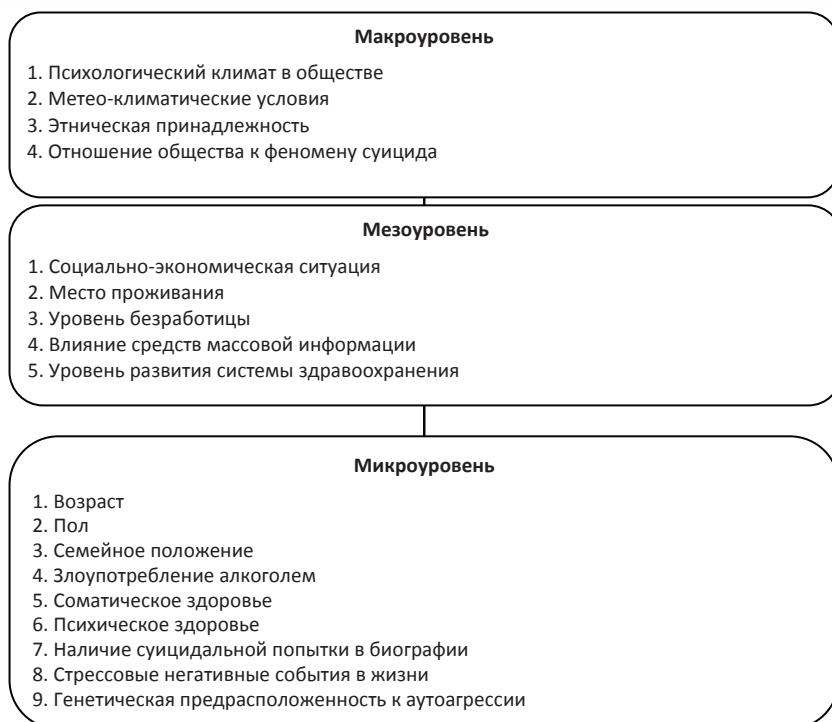 Макроуровень
1. Психологический климат в обществе
2. Метео-климатические условия
3. Этническая принадлежность
4. Отношение общества к феномену суицида
Мезоуровень
1. Социально-экономическая ситуация
2. Место проживания
3. Уровень безработицы
4. Влияние средств массовой информации
5. Уровень развития системы здравоохранения
Микроуровень
1. Возраст
2. Пол
3. Семейное положение
4. Злоупотребление алкоголем
5. Соматическое здоровье
6. Психическое здоровье
7. Наличие суицидальной попытки в биографии
8. Стрессовые негативные события в жизни
9. Генетическая предрасположенность к аутоагрессии